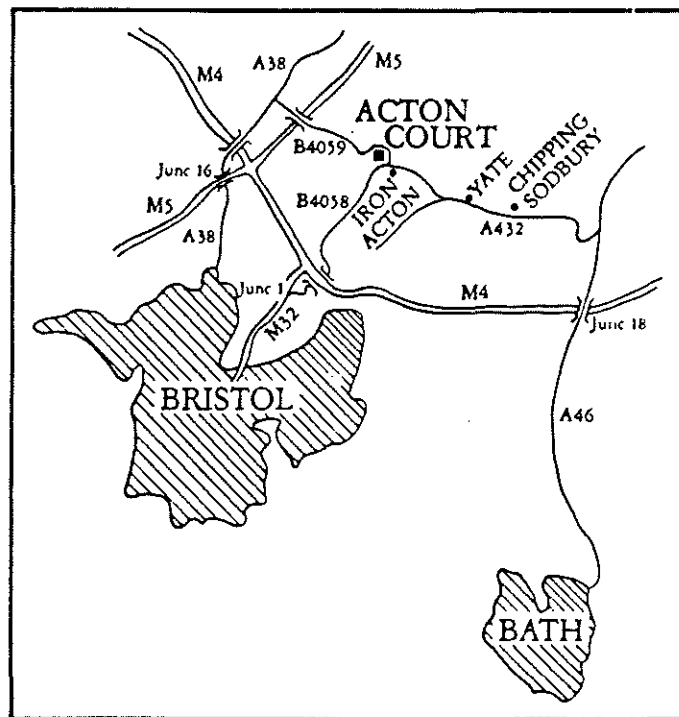 M4
A38
M5
ACTON
COURT
B4059
Junc 16
B4058
IRON
ACTON
YATE
CHIPPING
SODBURY
M5
A38
A432
Junc 1
M32
M4
Junc 18
BRISTOL
A46
BATH